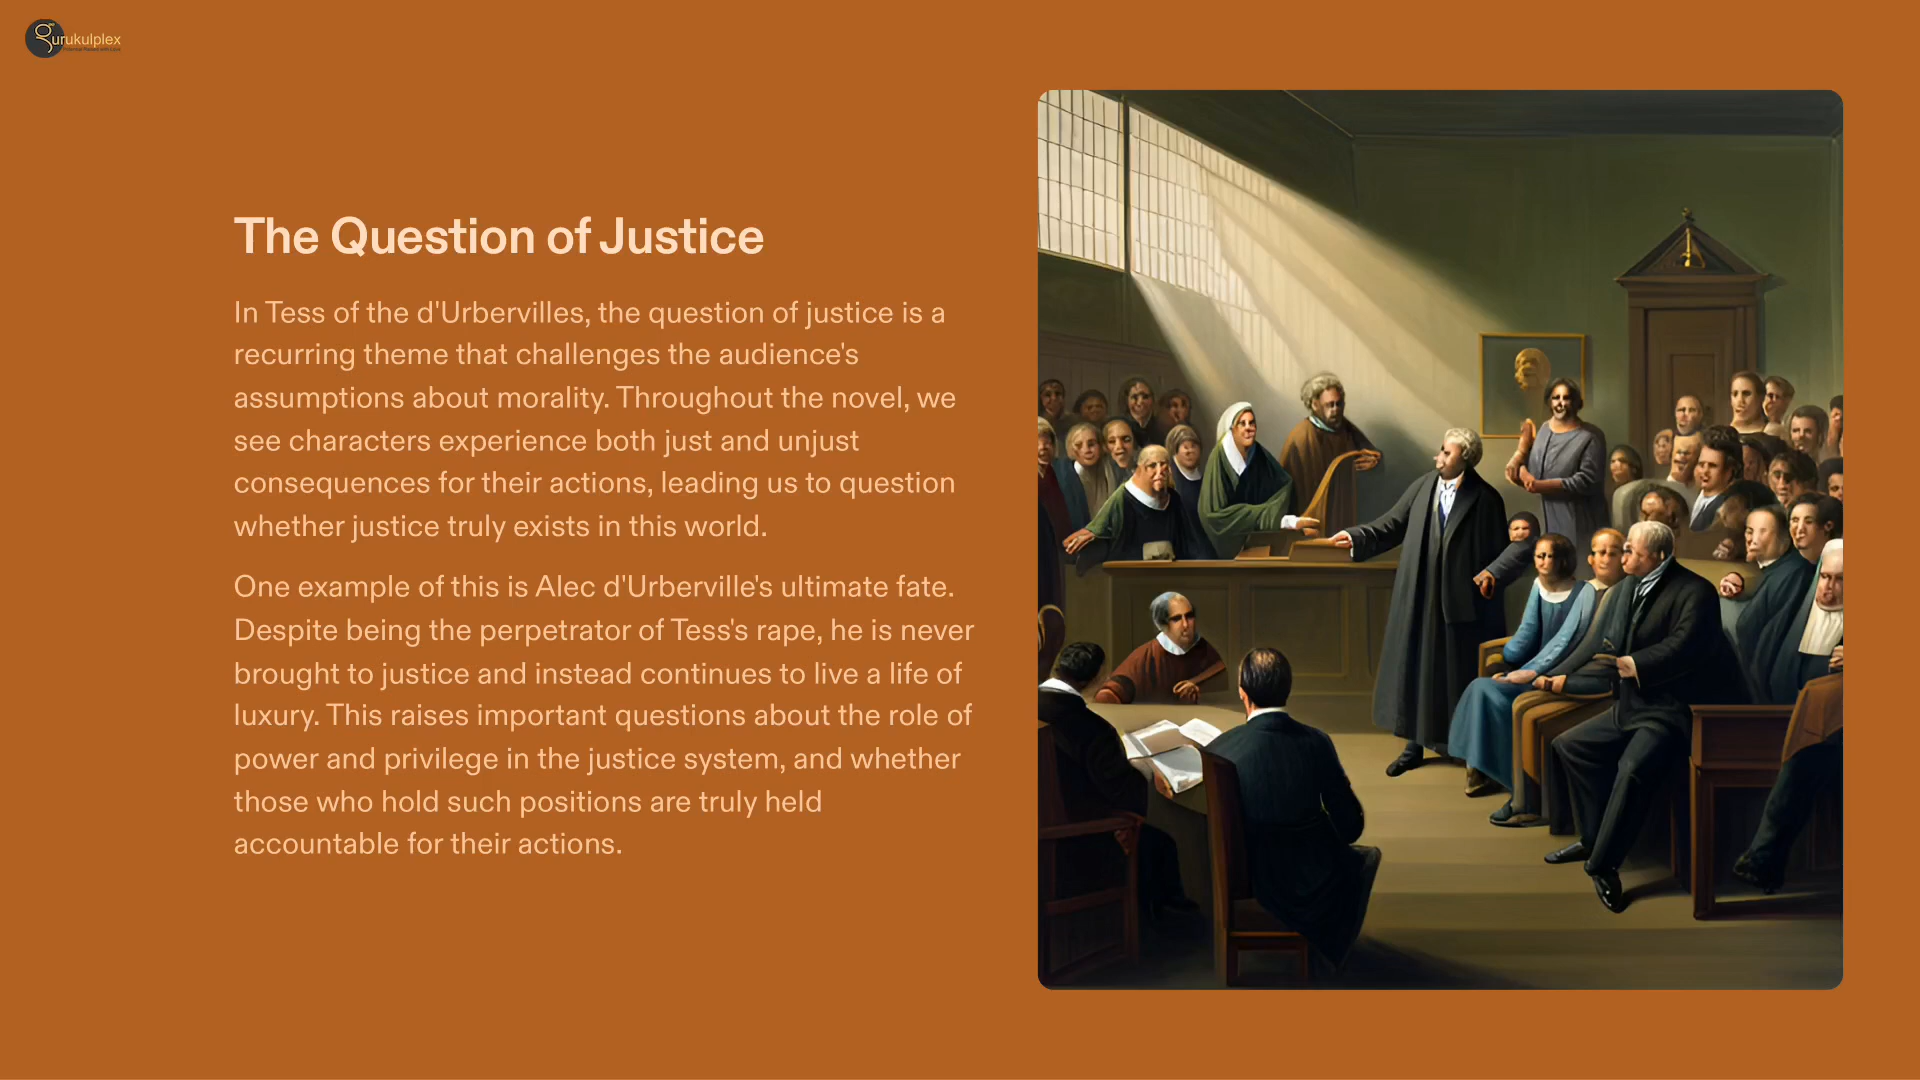 gurukulplex
The Question of Justice
In Tess of the d'Urbervilles, the question of justice is a
recurring theme that challenges the audience's
assumptions about morality. Throughout the novel, we
see characters experience both just and unjust
consequences for their actions, leading us to question
whether justice truly exists in this world.
One example of this is Alec d'Urberville's ultimate fate.
Despite being the perpetrator of Tess's rape, he is never
brought to justice and instead continues to live a life of
luxury. This raises important questions about the role of
power and privilege in the justice system, and whether
those who hold such positions are truly held
accountable for their actions.